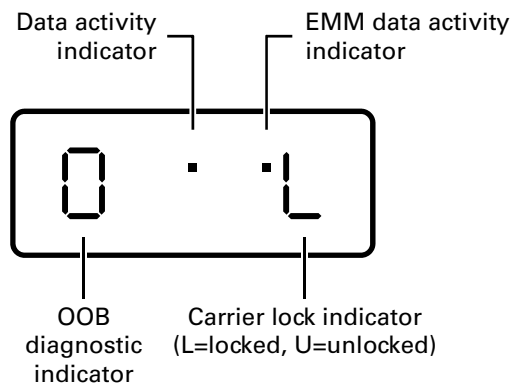 Data activity
indicator
EMM data activity
indicator
0 L
OOB
diagnostic
indicator
Carrier lock indicator
(L=locked, U=unlocked)